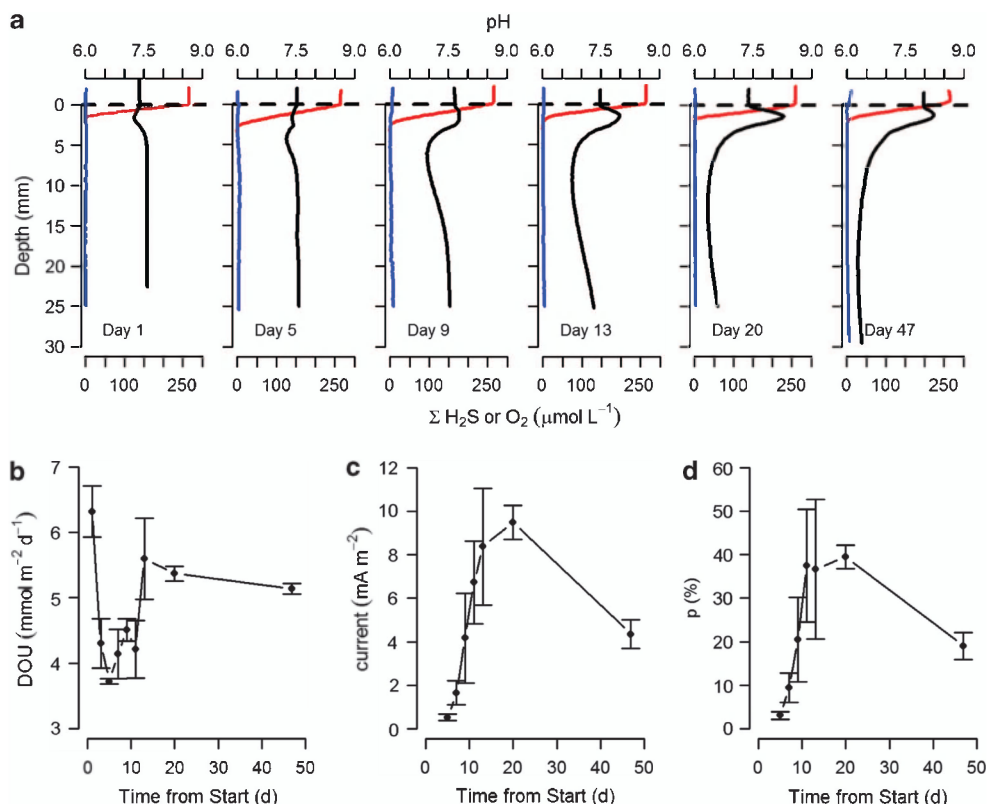 a
pH
6.0 7.5 9.0 6.0 7.5 9.0 6.0 7.5 9.0 6.0 7.5 9.0 6.0 7.5 9.0 6.0 7.5 9.0
Depth (mm)
0
5
10
15
20
25
30
Day 1 Day 5 Day 9 Day 13 Day 20 Day 47
0 100 250 0 100 250 0 100 250 0 100 250 0 100 250 0 100 250
Σ H₂S or O₂ (μmol L⁻¹)
b
DOU (mmol m⁻² d⁻¹)
7
6
5
4
3
0 10 20 30 40 50
Time from Start (d)
c
current (mA m⁻²)
12
10
8
6
4
2
0
0 10 20 30 40 50
Time from Start (d)
d
p (%)
60
50
40
30
20
10
0
0 10 20 30 40 50
Time from Start (d)